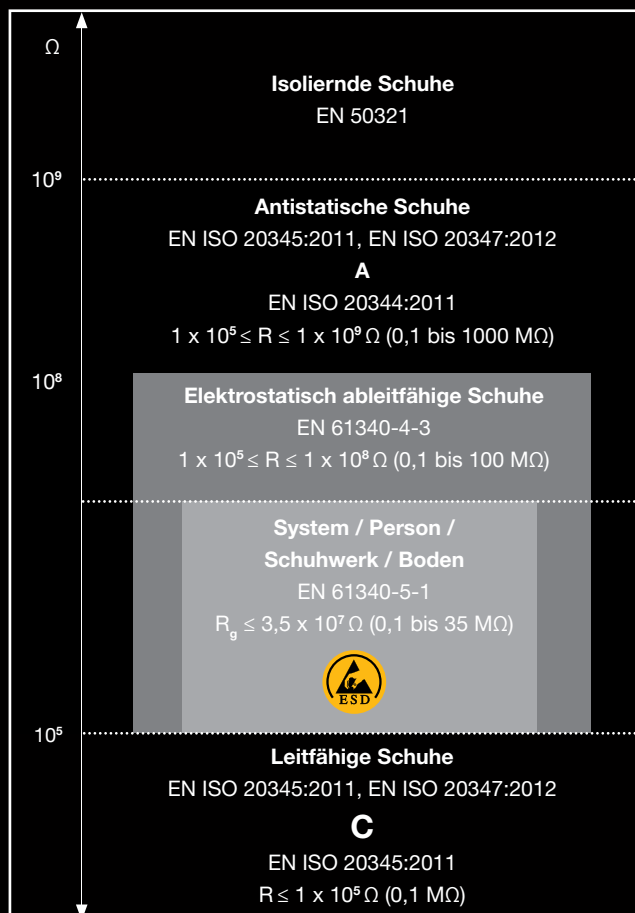 Ω
Isoliernde Schuhe
EN 50321
10⁹
Antistatische Schuhe
EN ISO 20345:2011, EN ISO 20347:2012
A
EN ISO 20344:2011
1 x 10⁵ ≤ R ≤ 1 x 10⁹ Ω (0,1 bis 1000 MΩ)
10⁸
Elektrostatisch ableitfähige Schuhe
EN 61340-4-3
1 x 10⁵ ≤ R ≤ 1 x 10⁸ Ω (0,1 bis 100 MΩ)
System / Person /
Schuhwerk / Boden
EN 61340-5-1
R_g ≤ 3,5 x 10⁷ Ω (0,1 bis 35 MΩ)
ESD
10⁵
Leitfähige Schuhe
EN ISO 20345:2011, EN ISO 20347:2012
C
EN ISO 20345:2011
R ≤ 1 x 10⁵ Ω (0,1 MΩ)